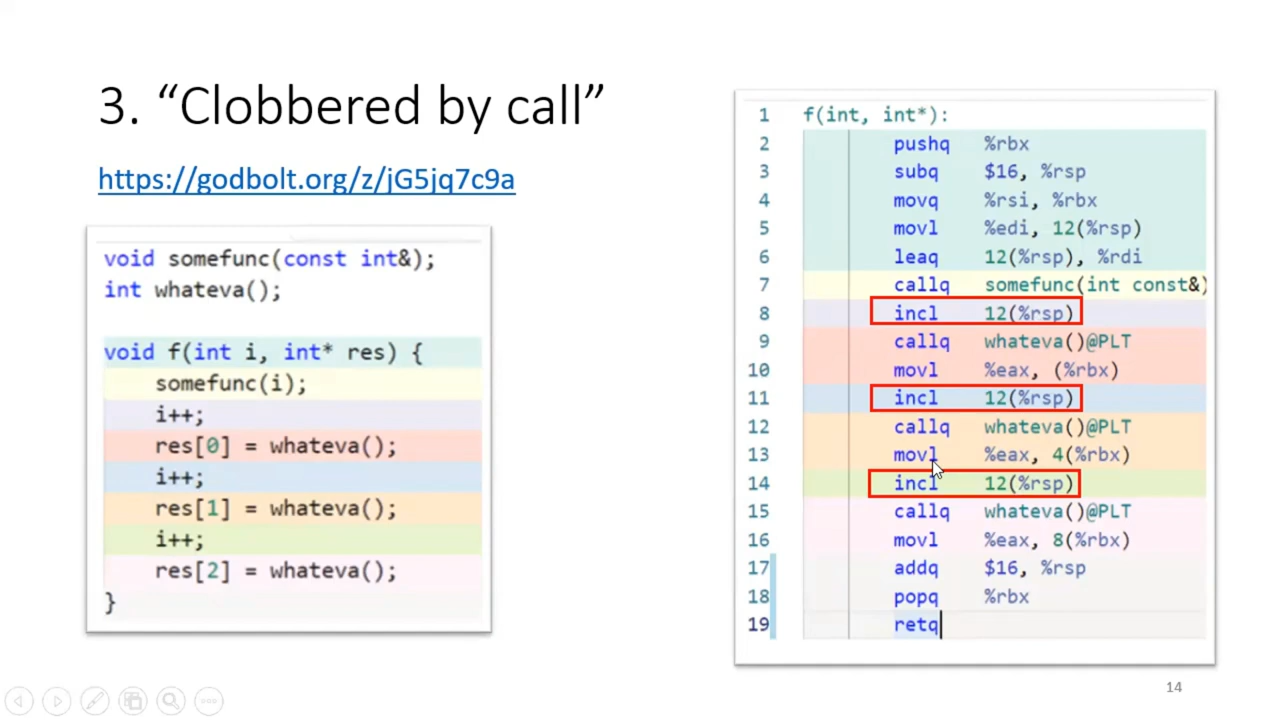 3. “Clobbered by call”
https://godbolt.org/z/jG5jq7c9a
void somefunc(const int&);
int whateva();
void f(int i, int* res) {
somefunc(i);
i++;
res[0] = whateva();
i++;
res[1] = whateva();
i++;
res[2] = whateva();
}
1 f(int, int*):
2 pushq %rbx
3 subq $16, %rsp
4 movq %rsi, %rbx
5 movl %edi, 12(%rsp)
6 leaq 12(%rsp), %rdi
7 callq somefunc(int const&)
8 incl 12(%rsp)
9 callq whateva()@PLT
10 movl %eax, (%rbx)
11 incl 12(%rsp)
12 callq whateva()@PLT
13 movl %eax, 4(%rbx)
14 incl 12(%rsp)
15 callq whateva()@PLT
16 movl %eax, 8(%rbx)
17 addq $16, %rsp
18 popq %rbx
19 retq
14